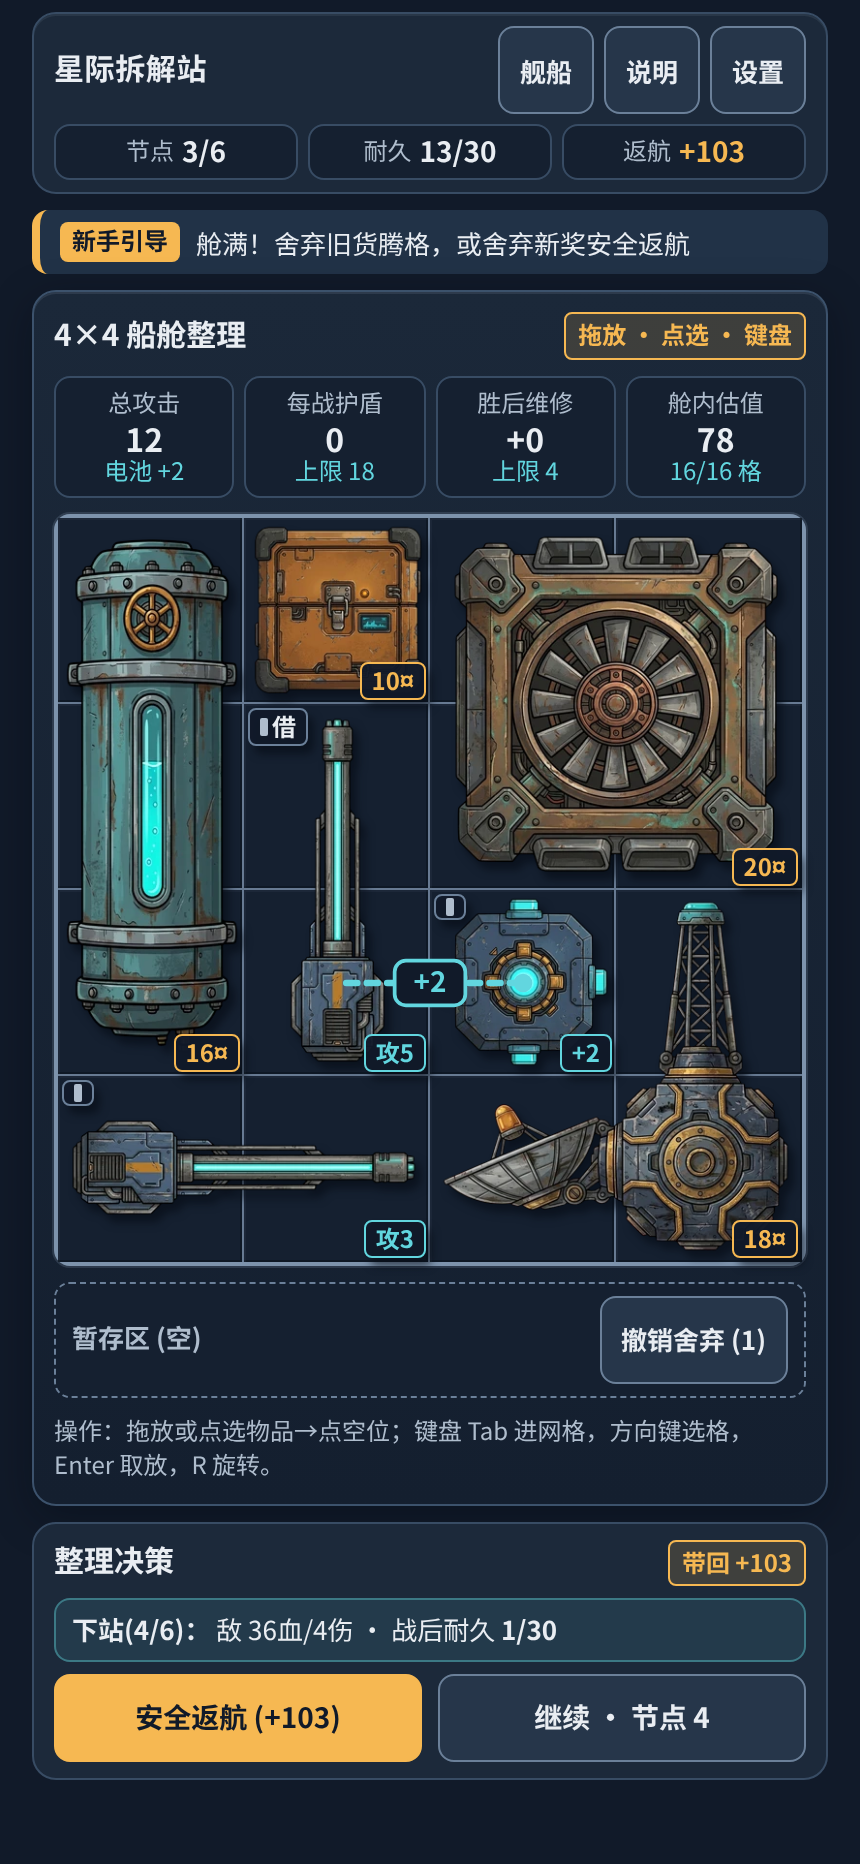 星际拆解站
舰船
说明
设置
节点 3/6
耐久 13/30
返航 +103
新手引导 舱满！舍弃旧货腾格，或舍弃新奖安全返航
4×4 船舱整理
拖放 · 点选 · 键盘
总攻击
12
电池 +2
每战护盾
0
上限 18
胜后维修
+0
上限 4
舱内估值
78
16/16 格
10¤
借
20¤
+2
16¤
攻5
+2
攻3
18¤
暂存区 (空)
撤销舍弃 (1)
操作：拖放或点选物品→点空位；键盘 Tab 进网格，方向键选格，
Enter 取放，R 旋转。
整理决策
带回 +103
下站(4/6)： 敌 36血/4伤 · 战后耐久 1/30
安全返航 (+103)
继续 · 节点 4